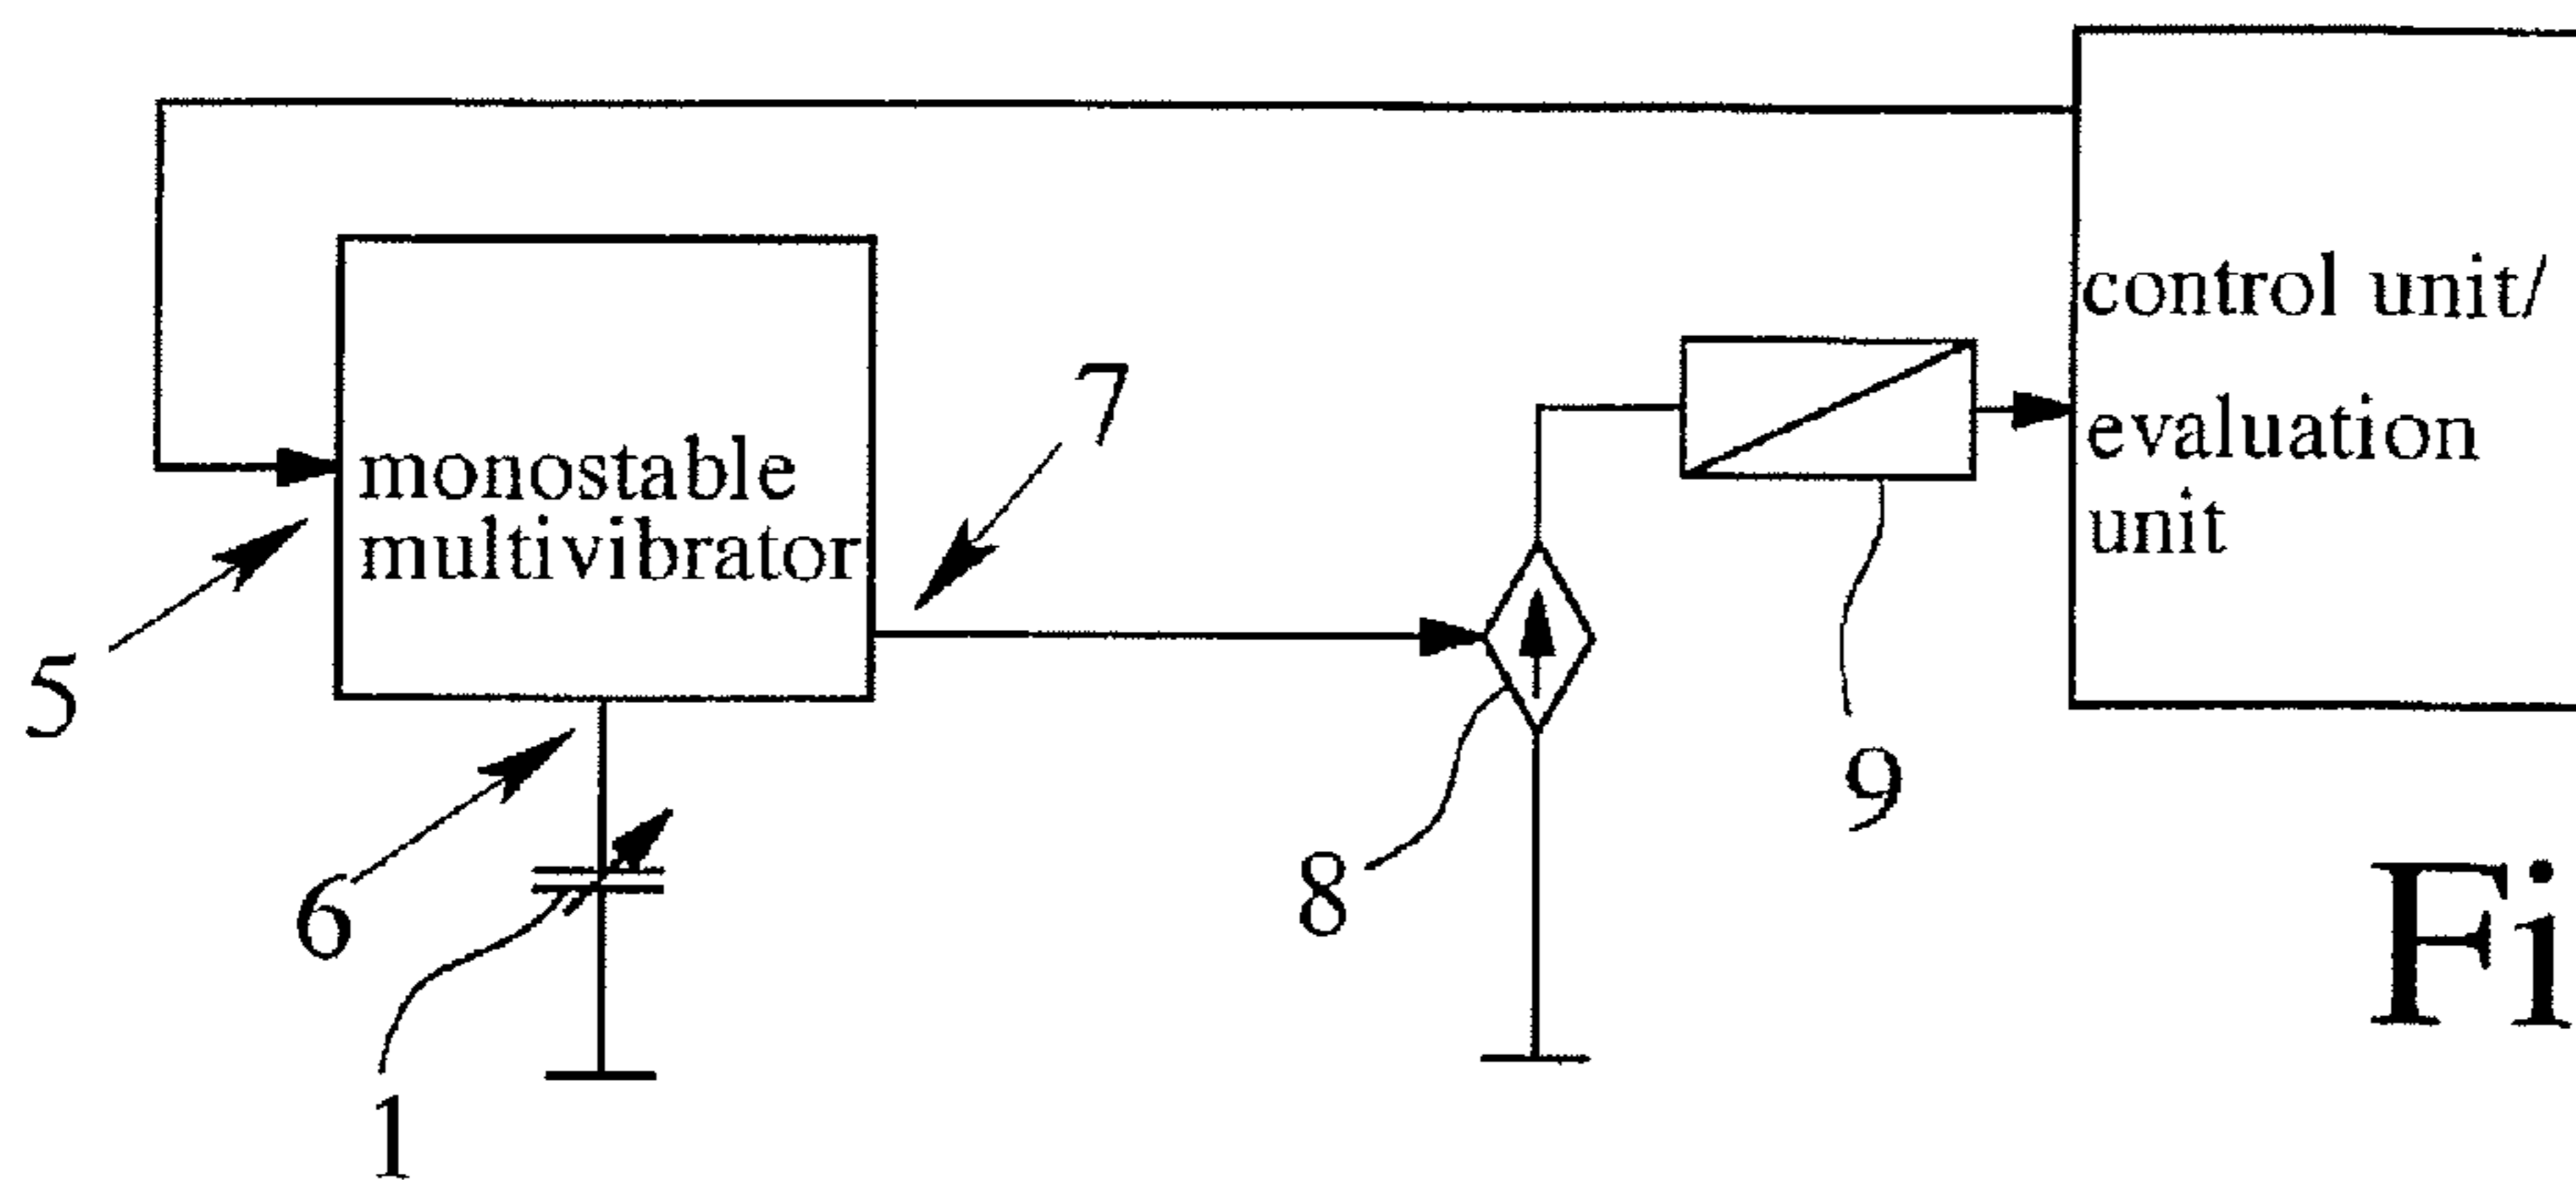 control unit/
evaluation
unit
monostable
multivibrator
7
5
9
6
8
1
Fi